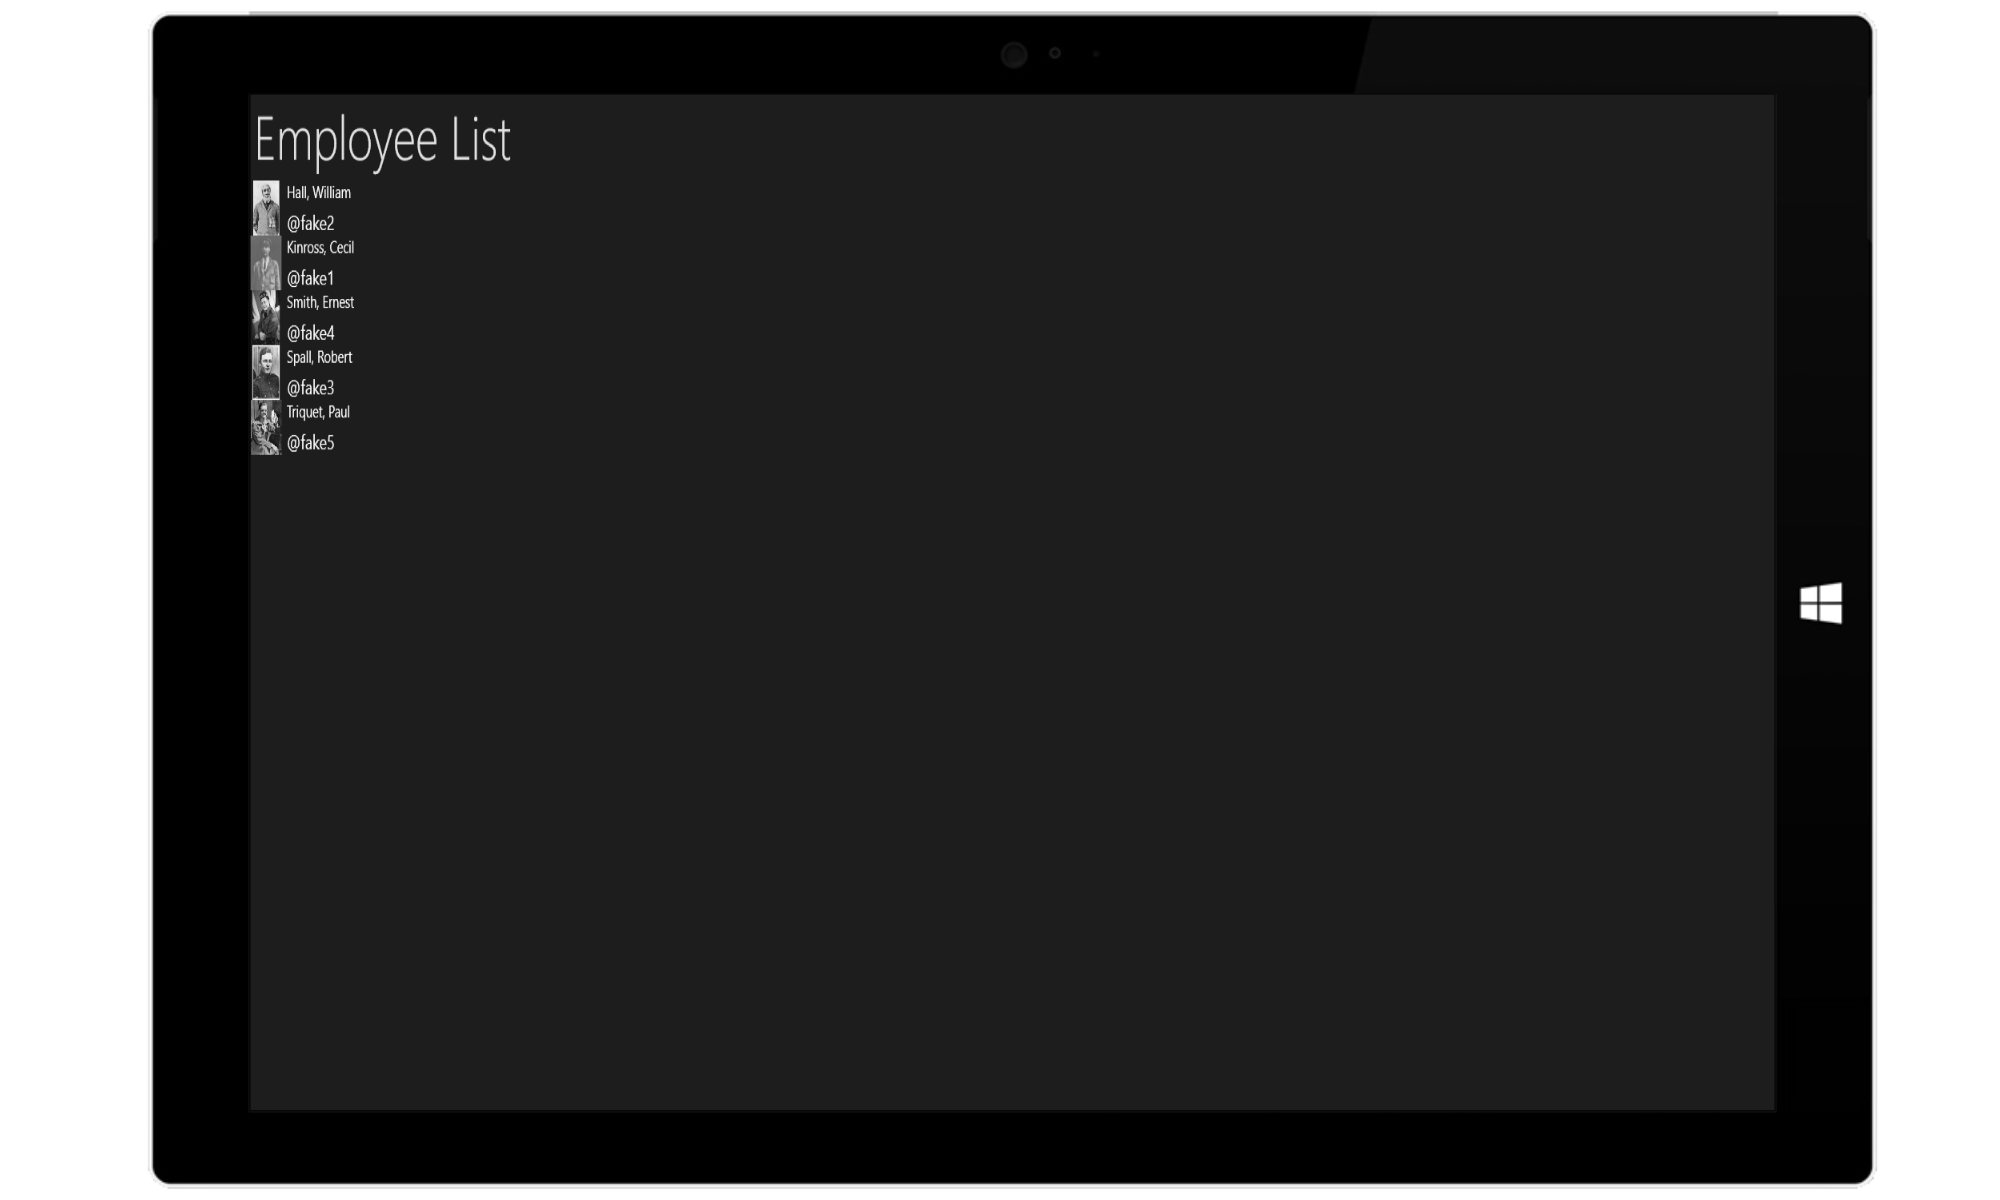 Employee List
Hall, William
@fake2
Kinross, Cecil
@fake1
Smith, Ernest
@fake4
Spall, Robert
@fake3
Triquet, Paul
@fake5